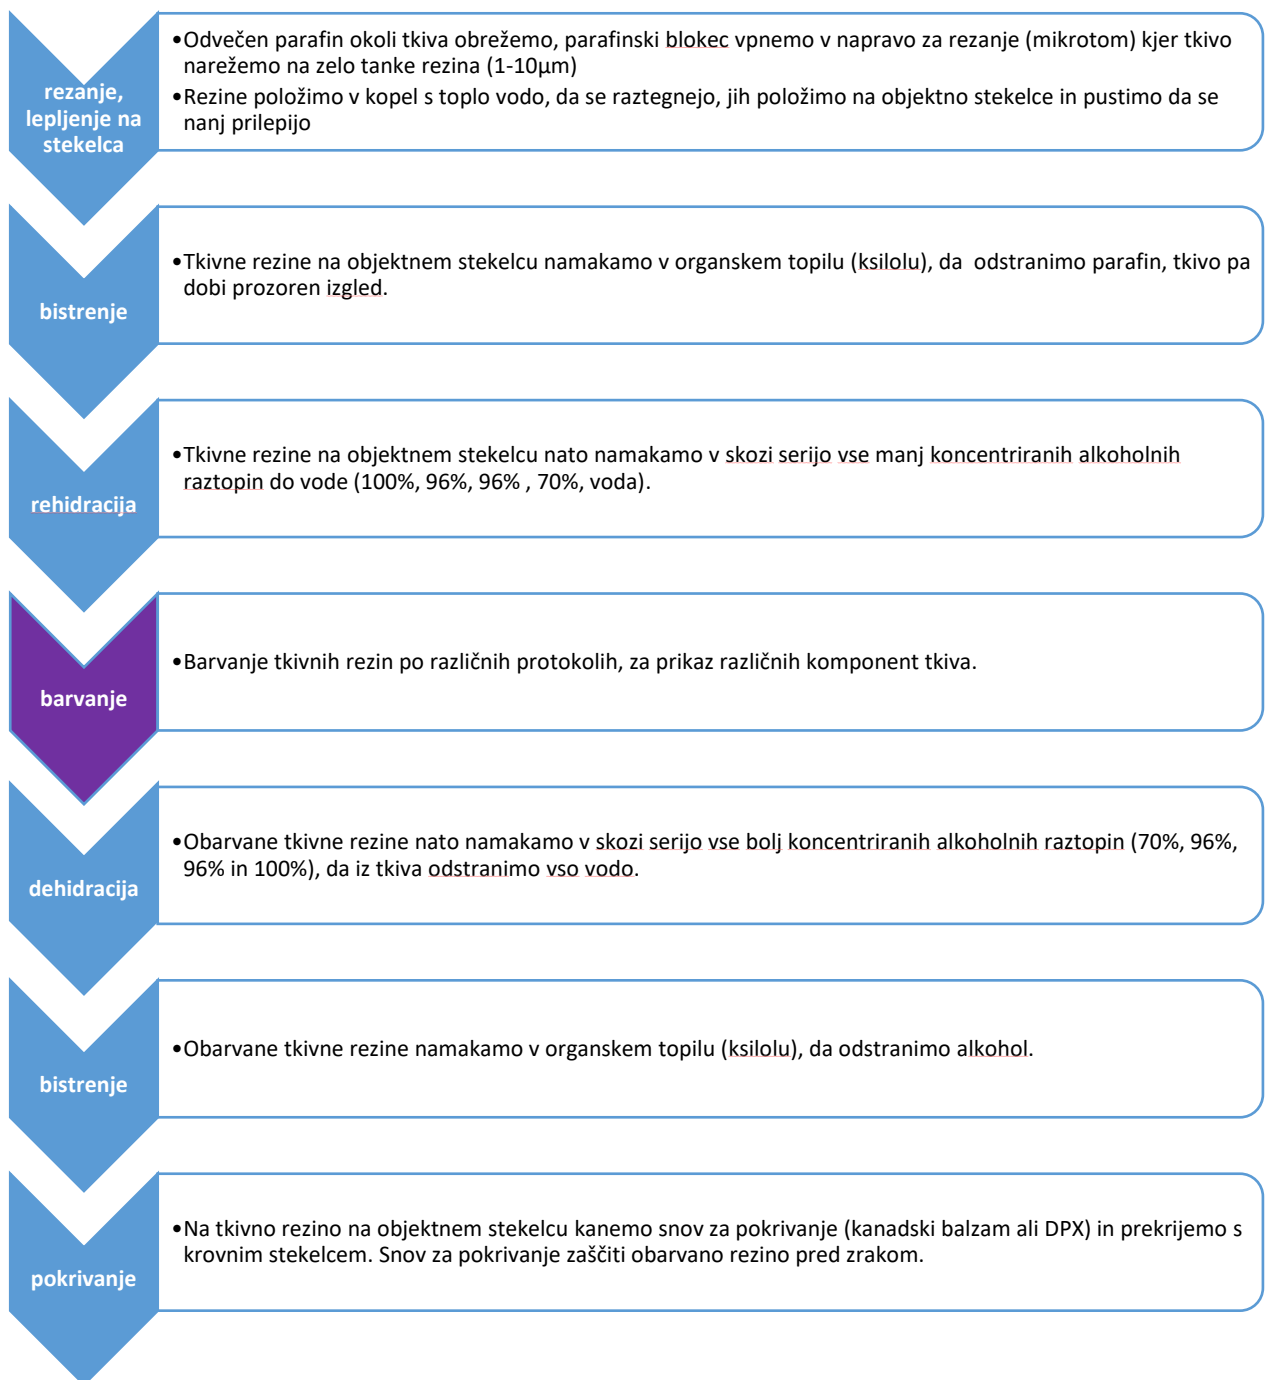 rezanje,
lepljenje na
stekelca
•Odvečen parafin okoli tkiva obrežemo, parafinski blokec vpnemo v napravo za rezanje (mikrotom) kjer tkivo
narežemo na zelo tanke rezina (1-10µm)
•Rezine položimo v kopel s toplo vodo, da se raztegnejo, jih položimo na objektno stekelce in pustimo da se
nanj prilepijo
bistrenje
•Tkivne rezine na objektnem stekelcu namakamo v organskem topilu (ksilolu), da  odstranimo parafin, tkivo pa
dobi prozoren izgled.
rehidracija
•Tkivne rezine na objektnem stekelcu nato namakamo v skozi serijo vse manj koncentriranih alkoholnih
raztopin do vode (100%, 96%, 96% , 70%, voda).
barvanje
•Barvanje tkivnih rezin po različnih protokolih, za prikaz različnih komponent tkiva.
dehidracija
•Obarvane tkivne rezine nato namakamo v skozi serijo vse bolj koncentriranih alkoholnih raztopin (70%, 96%,
96% in 100%), da iz tkiva odstranimo vso vodo.
bistrenje
•Obarvane tkivne rezine namakamo v organskem topilu (ksilolu), da odstranimo alkohol.
pokrivanje
•Na tkivno rezino na objektnem stekelcu kanemo snov za pokrivanje (kanadski balzam ali DPX) in prekrijemo s
krovnim stekelcem. Snov za pokrivanje zaščiti obarvano rezino pred zrakom.